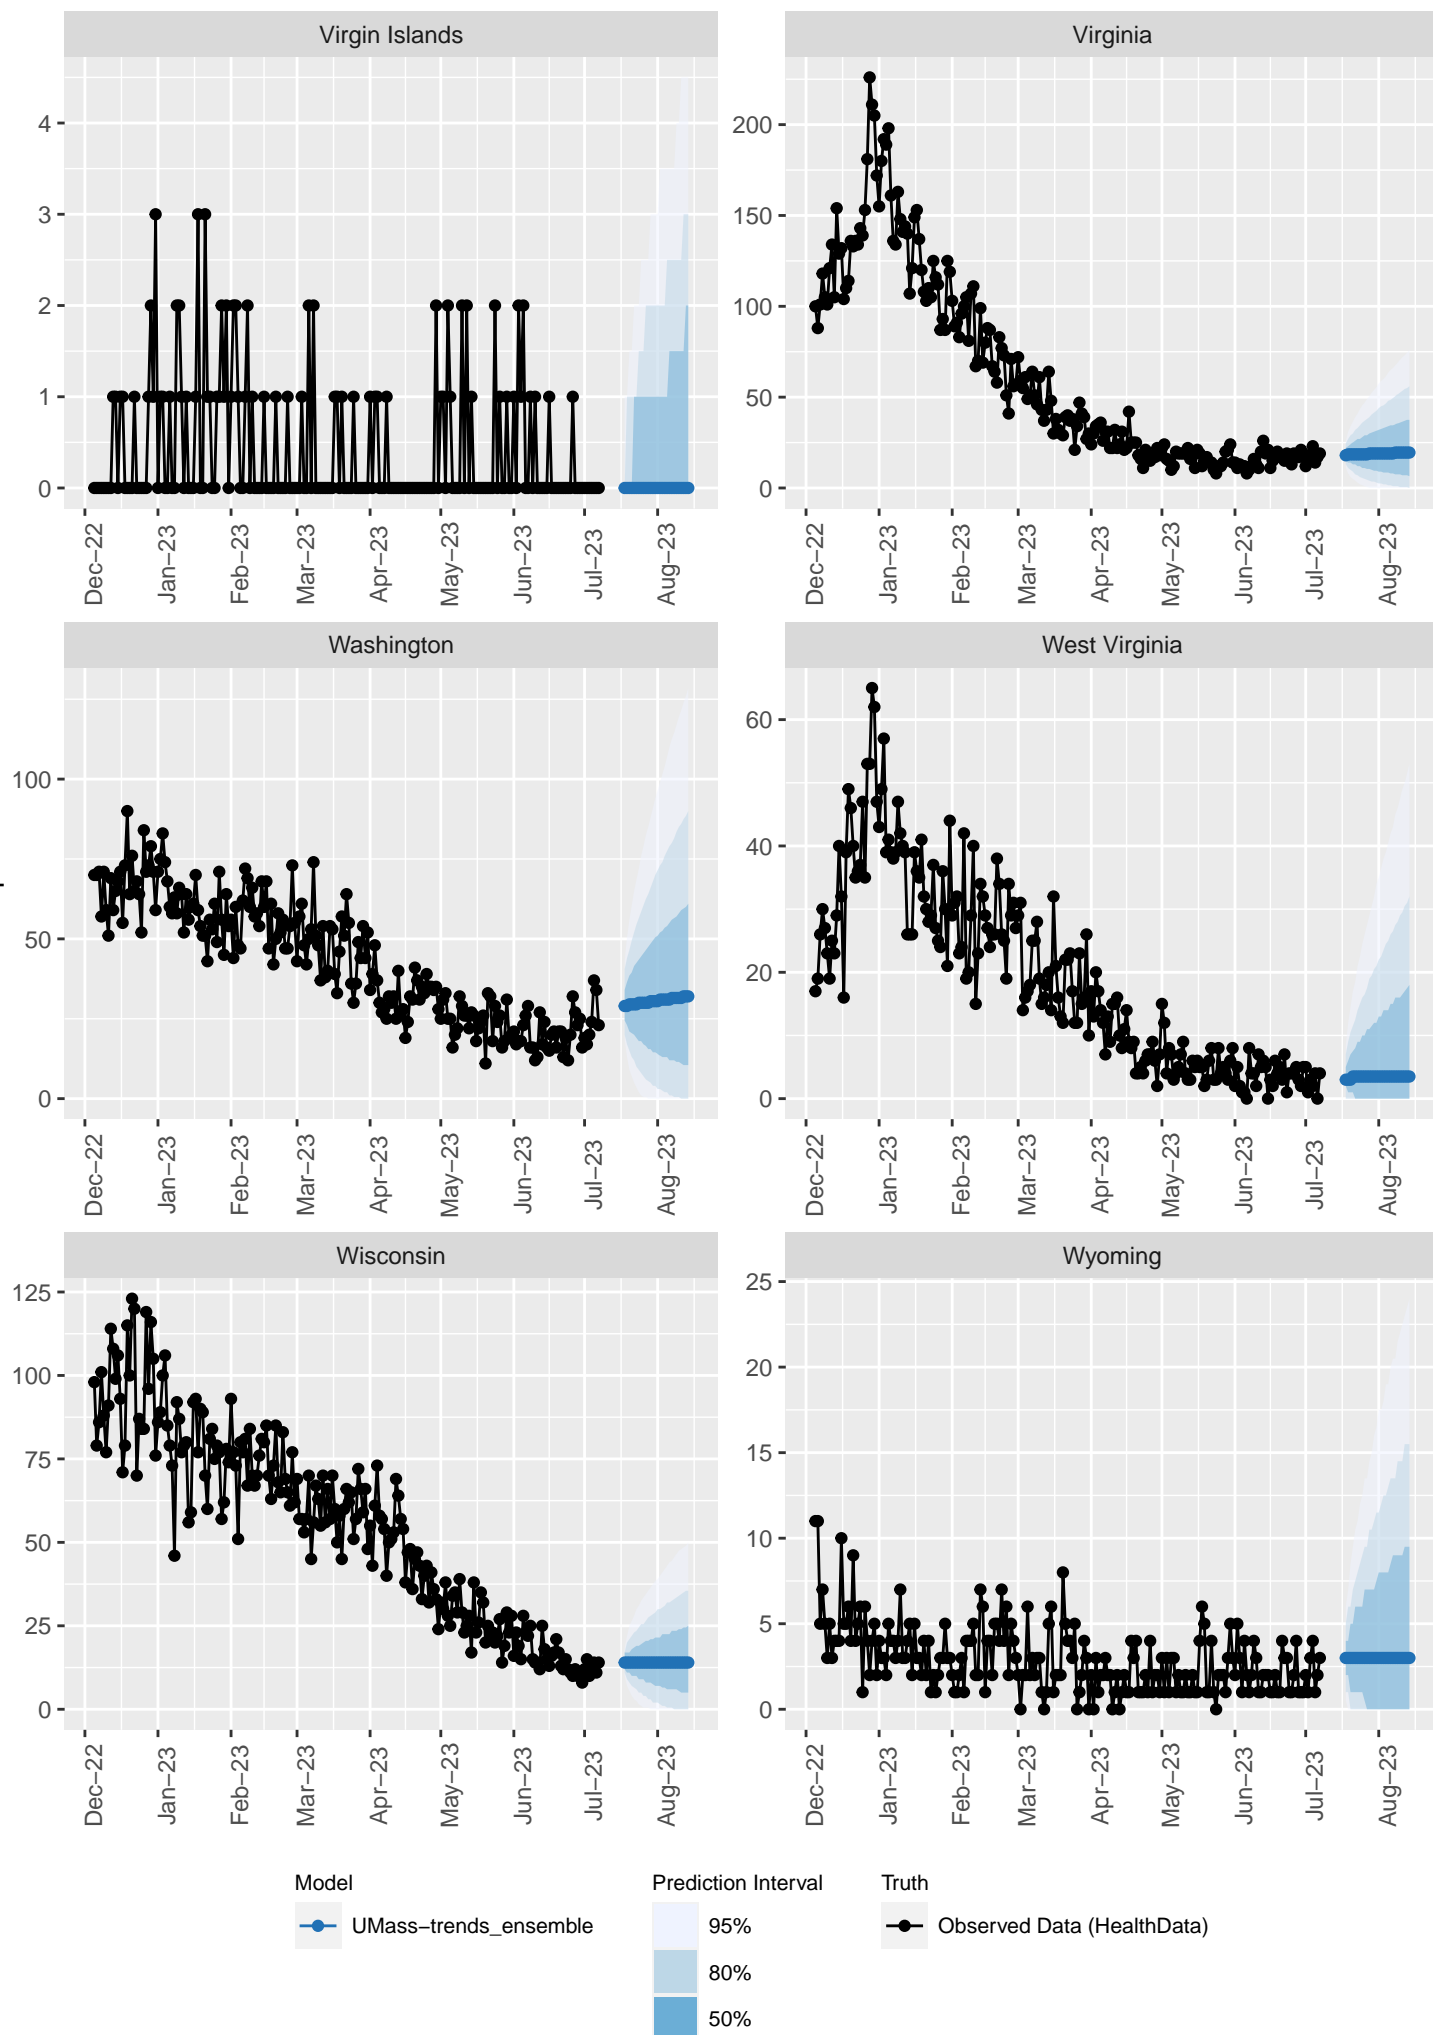 Virgin Islands
Virginia
4
3
2
1
0
200
150
100
50
0
Dec−22
Jan−23
Feb−23
Mar−23
Apr−23
May−23
Jun−23
Jul−23
Aug−23
Dec−22
Jan−23
Feb−23
Mar−23
Apr−23
May−23
Jun−23
Jul−23
Aug−23
Washington
West Virginia
100
50
0
60
40
20
0
Dec−22
Jan−23
Feb−23
Mar−23
Apr−23
May−23
Jun−23
Jul−23
Aug−23
Dec−22
Jan−23
Feb−23
Mar−23
Apr−23
May−23
Jun−23
Jul−23
Aug−23
Wisconsin
Wyoming
125
100
75
50
25
0
25
20
15
10
5
0
Dec−22
Jan−23
Feb−23
Mar−23
Apr−23
May−23
Jun−23
Jul−23
Aug−23
Dec−22
Jan−23
Feb−23
Mar−23
Apr−23
May−23
Jun−23
Jul−23
Aug−23
Model
UMass−trends_ensemble
Prediction Interval
95%
80%
50%
Truth
Observed Data (HealthData)